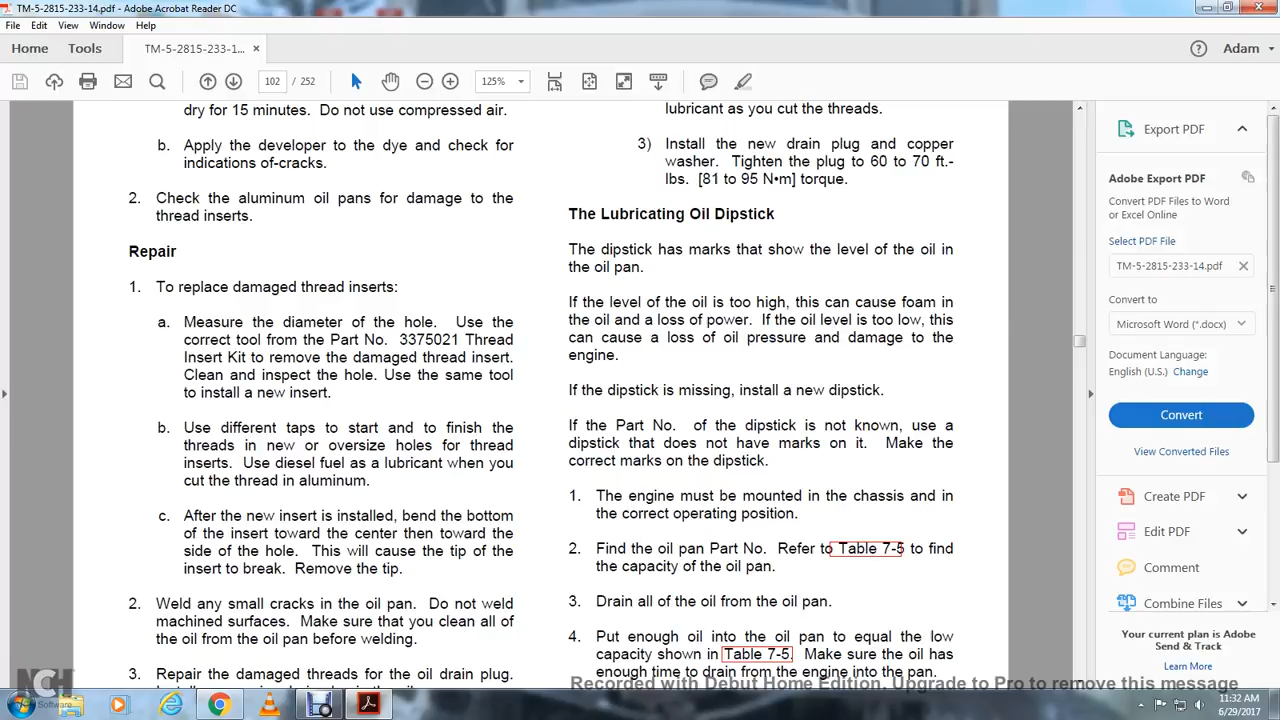 TM-5-2815-233-14.pdf - Adobe Acrobat Reader DC
File Edit View Window Help
Home Tools TM-5-2815-233-1... × Adam
102 / 252 125%
dry for 15 minutes. Do not use compressed air.
b. Apply the developer to the dye and check for
indications of-cracks.
2. Check the aluminum oil pans for damage to the
thread inserts.
Repair
1. To replace damaged thread inserts:
a. Measure the diameter of the hole. Use the
correct tool from the Part No. 3375021 Thread
Insert Kit to remove the damaged thread insert.
Clean and inspect the hole. Use the same tool
to install a new insert.
b. Use different taps to start and to finish the
threads in new or oversize holes for thread
inserts. Use diesel fuel as a lubricant when you
cut the thread in aluminum.
c. After the new insert is installed, bend the bottom
of the insert toward the center then toward the
side of the hole. This will cause the tip of the
insert to break. Remove the tip.
2. Weld any small cracks in the oil pan. Do not weld
machined surfaces. Make sure that you clean all of
the oil from the oil pan before welding.
3. Repair the damaged threads for the oil drain plug.
lubricant as you cut the threads.
3) Install the new drain plug and copper
washer. Tighten the plug to 60 to 70 ft.-
lbs. [81 to 95 N•m] torque.
The Lubricating Oil Dipstick
The dipstick has marks that show the level of the oil in
the oil pan.
If the level of the oil is too high, this can cause foam in
the oil and a loss of power. If the oil level is too low, this
can cause a loss of oil pressure and damage to the
engine.
If the dipstick is missing, install a new dipstick.
If the Part No. of the dipstick is not known, use a
dipstick that does not have marks on it. Make the
correct marks on the dipstick.
1. The engine must be mounted in the chassis and in
the correct operating position.
2. Find the oil pan Part No. Refer to Table 7-5 to find
the capacity of the oil pan.
3. Drain all of the oil from the oil pan.
4. Put enough oil into the oil pan to equal the low
capacity shown in Table 7-5. Make sure the oil has
enough time to drain from the engine into the pan.
Export PDF
Adobe Export PDF
Convert PDF Files to Word
or Excel Online
Select PDF File
TM-5-2815-233-14.pdf
Convert to
Microsoft Word (*.docx)
Document Language:
English (U.S.) Change
Convert
View Converted Files
Create PDF
Edit PDF
Comment
Combine Files
Your current plan is Adobe
Send & Track
Learn More
Recorded with Debut Home Edition. Upgrade to Pro to remove this message
NCH Software
11:32 AM
6/29/2017